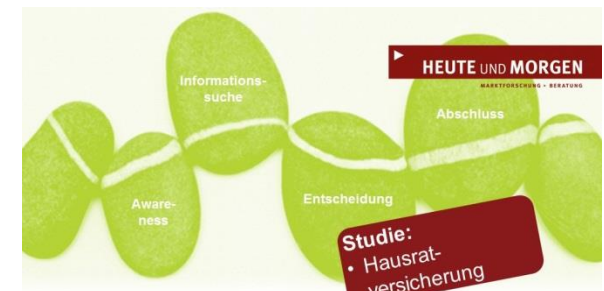 HEUTE UND MORGEN
MARKTFORSCHUNG + BERATUNG
Informations-
suche
Abschluss
Aware-
ness
Entscheidung
Studie:
• Hausrat-
versicherung